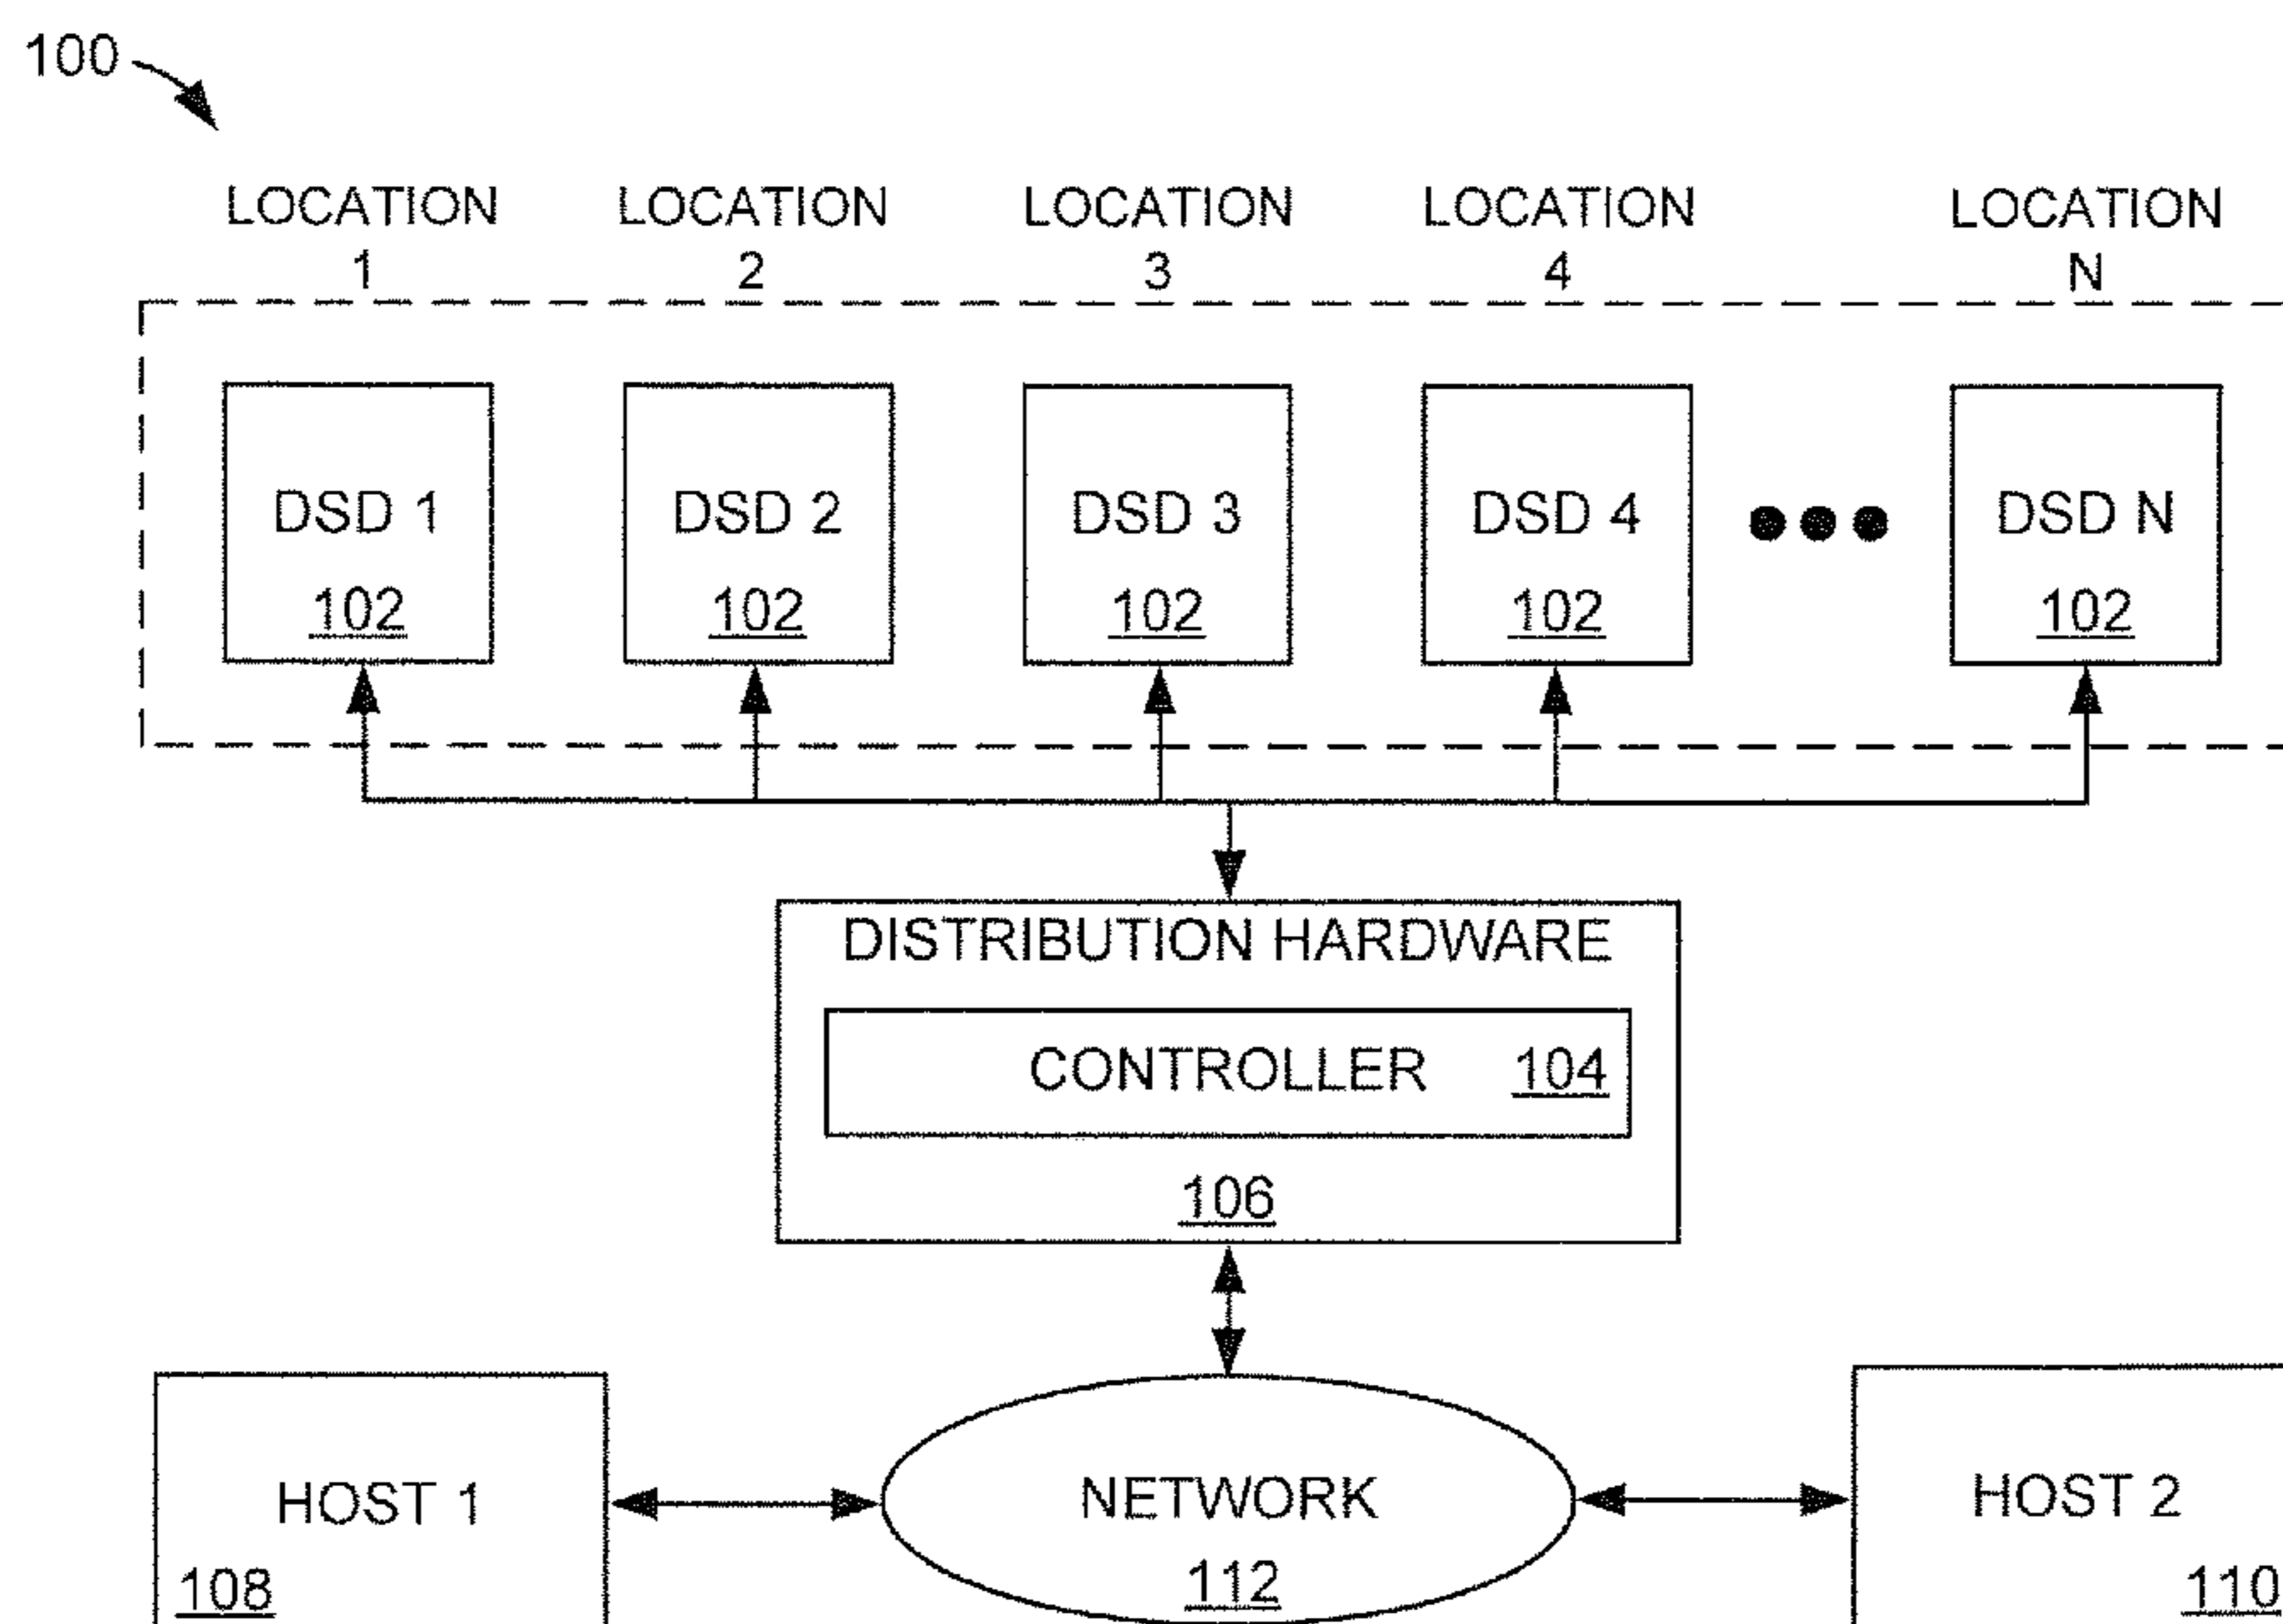 100
LOCATION LOCATION LOCATION LOCATION LOCATION
1 2 3 4 N
DSD 1 DSD 2 DSD 3 DSD 4 DSD N
102 102 102 102 102
DISTRIBUTION HARDWARE
CONTROLLER 104
106
HOST 1 NETWORK HOST 2
108 112 110